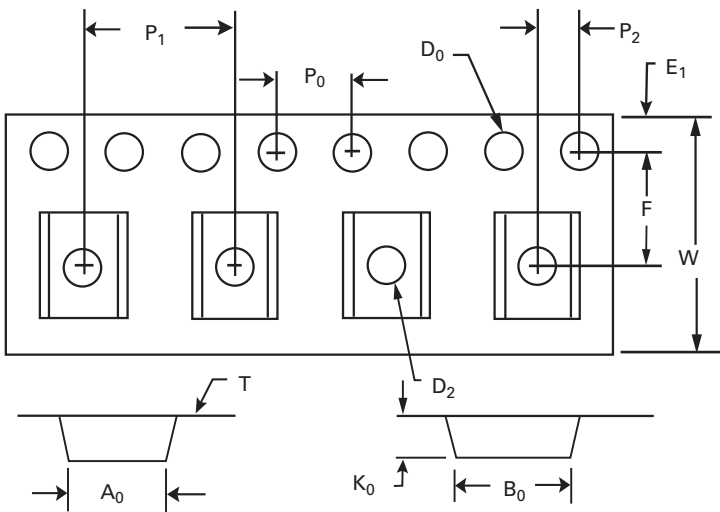 P₁
P₂
D₀
E₁
P₀
F
W
D₂
T
K₀
A₀
B₀